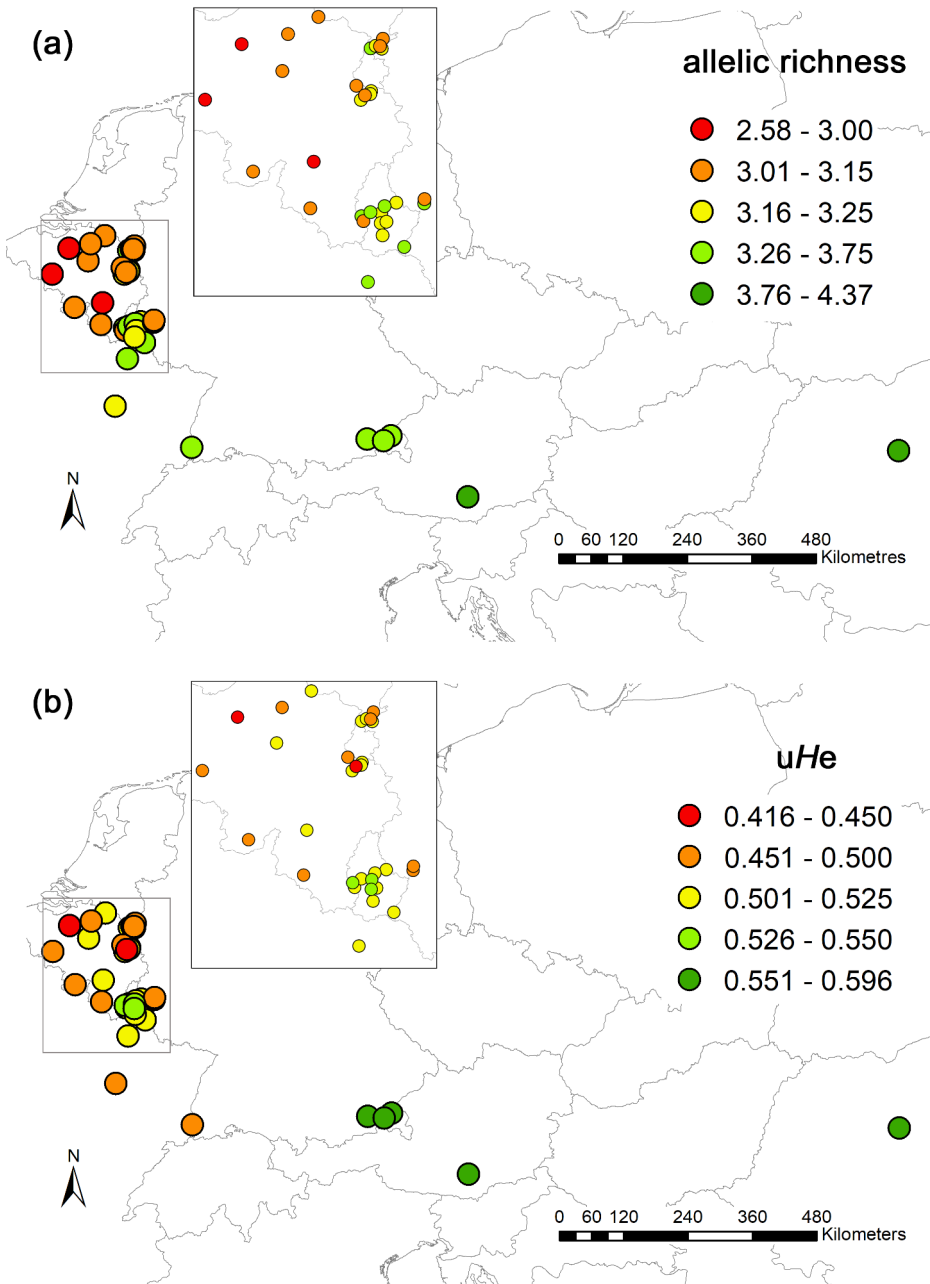 (a)
allelic richness
2.58 - 3.00
3.01 - 3.15
3.16 - 3.25
3.26 - 3.75
3.76 - 4.37
N
0 60 120 240 360 480
Kilometres
(b)
uHe
0.416 - 0.450
0.451 - 0.500
0.501 - 0.525
0.526 - 0.550
0.551 - 0.596
N
0 60 120 240 360 480
Kilometers